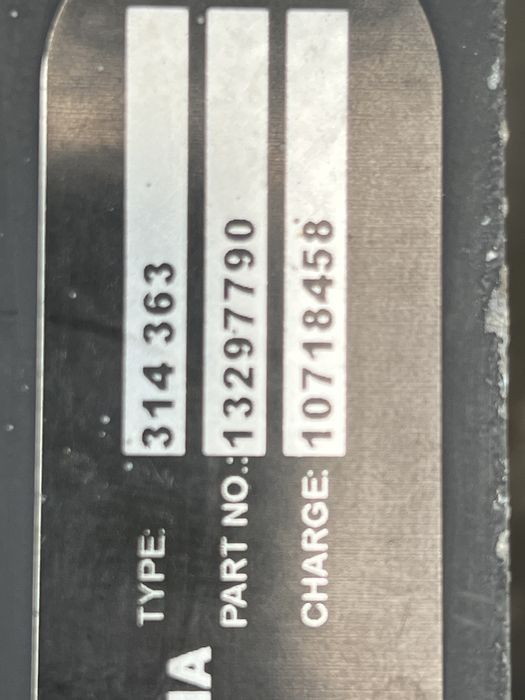 TYPE: 314 363
PART NO.: 13297790
CHARGE: 10718458